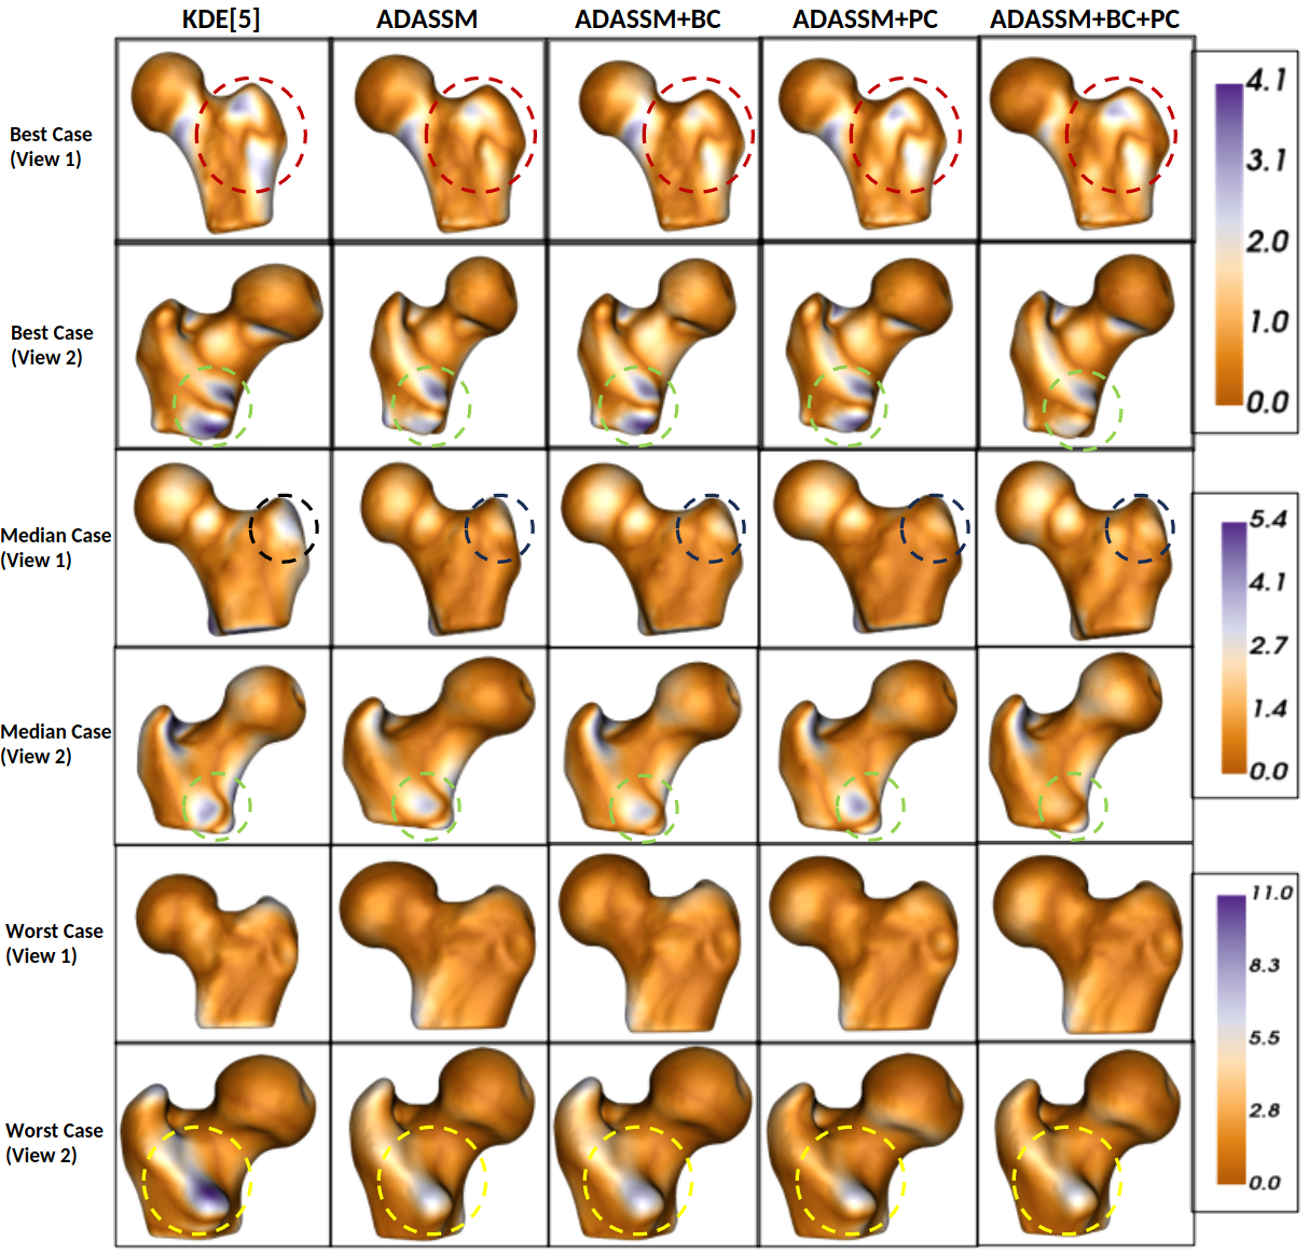 KDE[5] ADASSM ADASSM+BC ADASSM+PC ADASSM+BC+PC
Best Case
(View 1)
4.1
3.1
2.0
1.0
0.0
Best Case
(View 2)
Median Case
(View 1)
5.4
4.1
2.7
1.4
0.0
Median Case
(View 2)
Worst Case
(View 1)
11.0
8.3
5.5
2.8
0.0
Worst Case
(View 2)